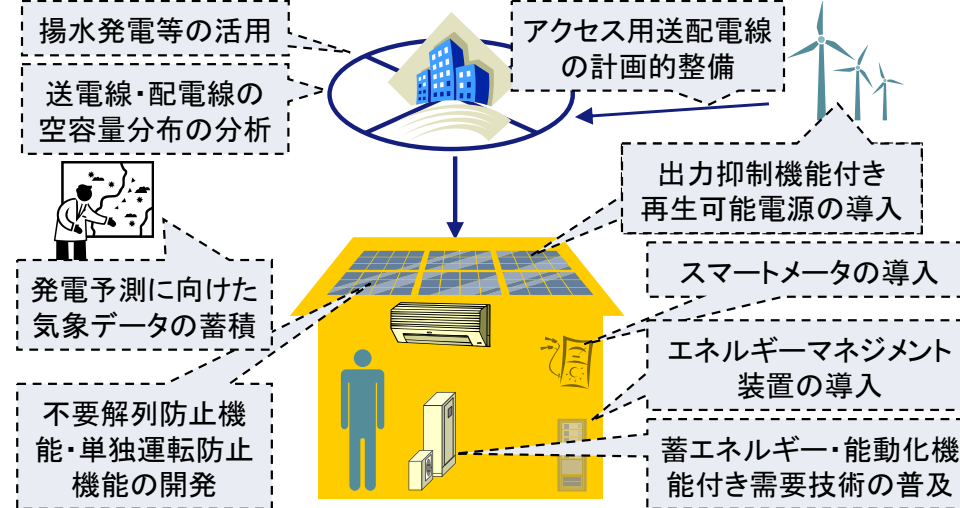 揚水発電等の活用
アクセス用送配電線
の計画的整備
送電線・配電線の
空容量分布の分析
出力抑制機能付き
再生可能電源の導入
発電予測に向けた
気象データの蓄積
スマートメータの導入
エネルギーマネジメント
装置の導入
不要解列防止機
能・単独運転防止
機能の開発
蓄エネルギー・能動化機
能付き需要技術の普及